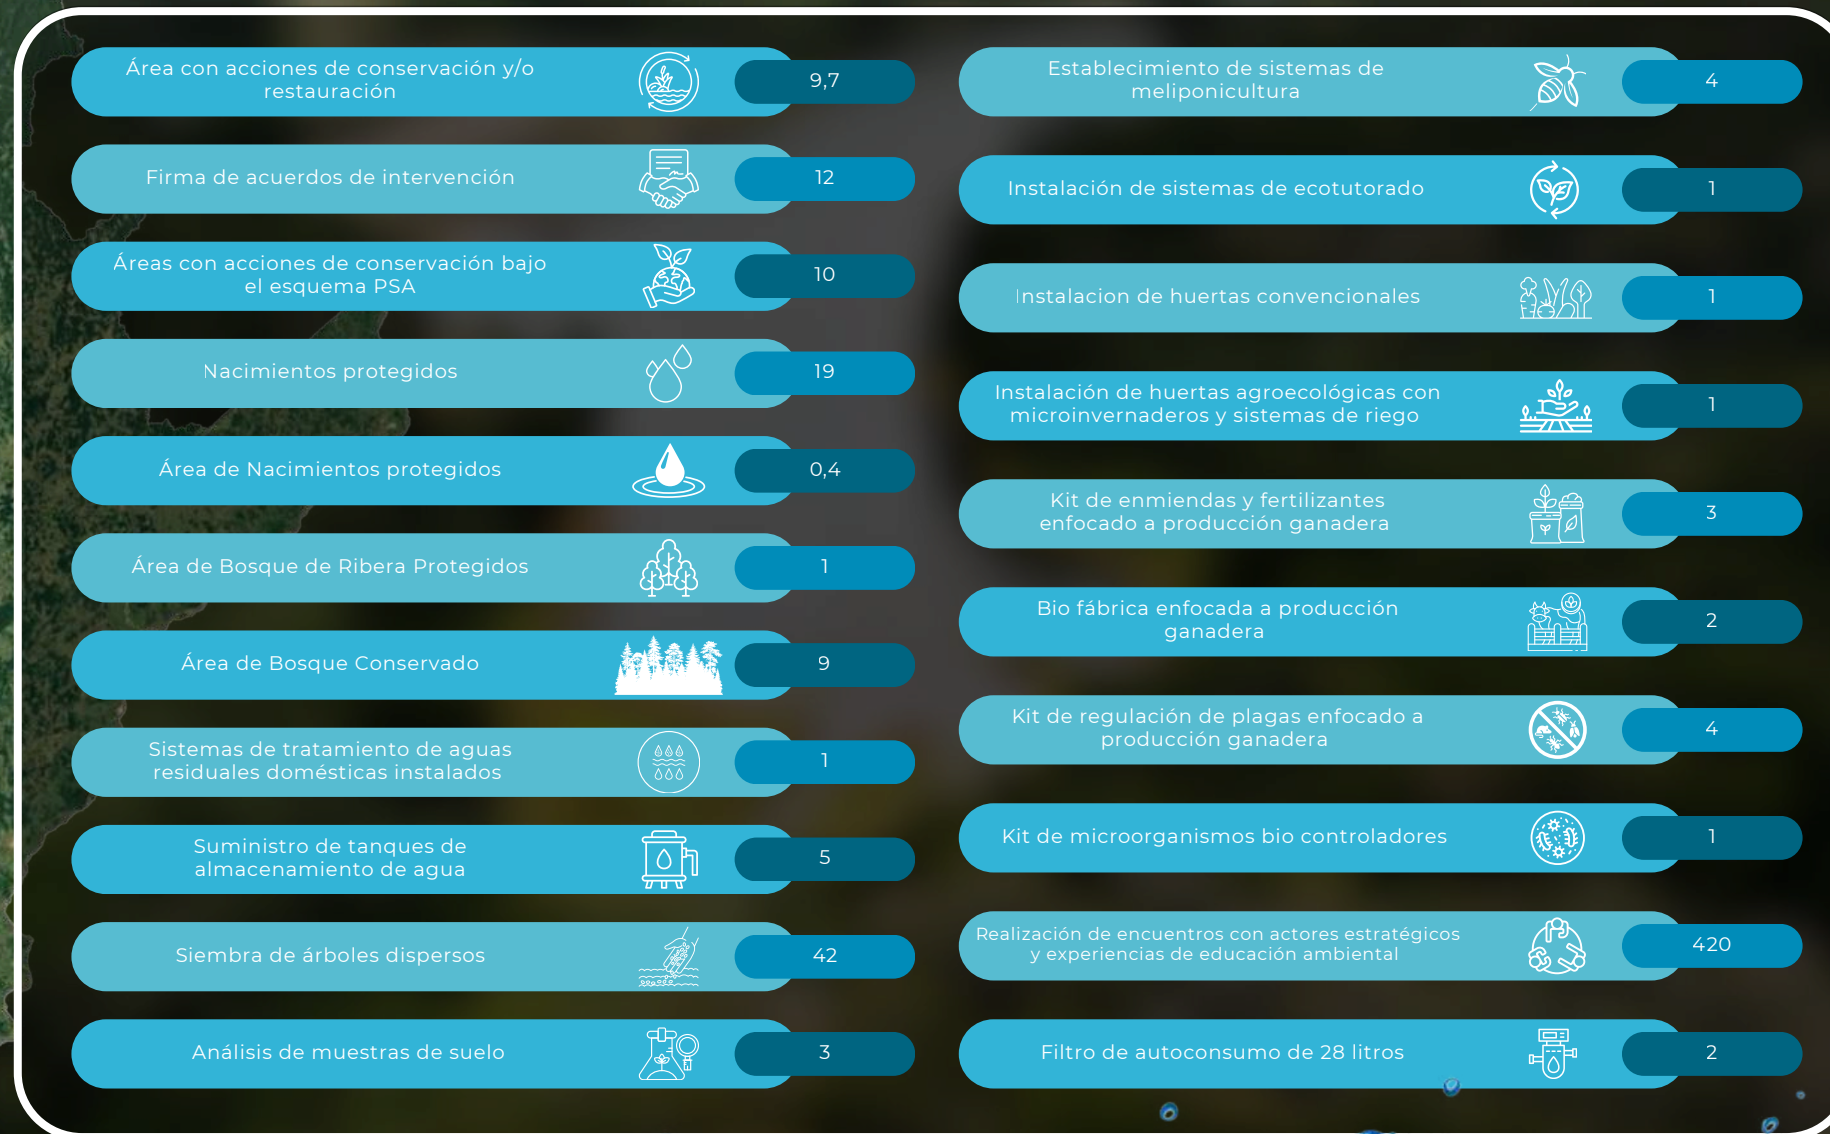 Área con acciones de conservación y/o
restauración
9,7
Firma de acuerdos de intervención
12
Áreas con acciones de conservación bajo
el esquema PSA
10
Nacimientos protegidos
19
Área de Nacimientos protegidos
0,4
Área de Bosque de Ribera Protegidos
1
Área de Bosque Conservado
9
Sistemas de tratamiento de aguas
residuales domésticas instalados
1
Suministro de tanques de
almacenamiento de agua
5
Siembra de árboles dispersos
42
Análisis de muestras de suelo
3
Establecimiento de sistemas de
meliponicultura
4
Instalación de sistemas de ecotutorado
1
Instalacion de huertas convencionales
1
Instalación de huertas agroecológicas con
microinvernaderos y sistemas de riego
1
Kit de enmiendas y fertilizantes
enfocado a producción ganadera
3
Bio fábrica enfocada a producción
ganadera
2
Kit de regulación de plagas enfocado a
producción ganadera
4
Kit de microorganismos bio controladores
1
Realización de encuentros con actores estratégicos
y experiencias de educación ambiental
420
Filtro de autoconsumo de 28 litros
2